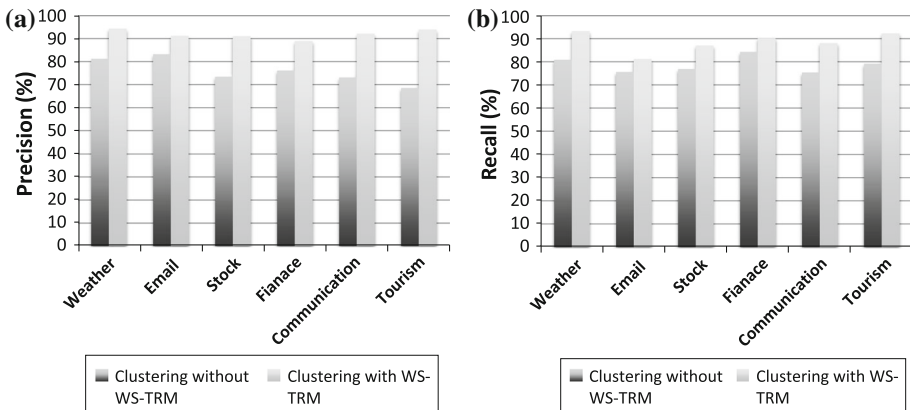 (a)
Precision (%)
100
90
80
70
60
50
40
30
20
10
0
Weather
Email
Stock
Fianace
Communication
Tourism
Clustering without WS-TRM
Clustering with WS-TRM
(b)
Recall (%)
100
90
80
70
60
50
40
30
20
10
0
Weather
Email
Stock
Fianace
Communication
Tourism
Clustering without WS-TRM
Clustering with WS-TRM